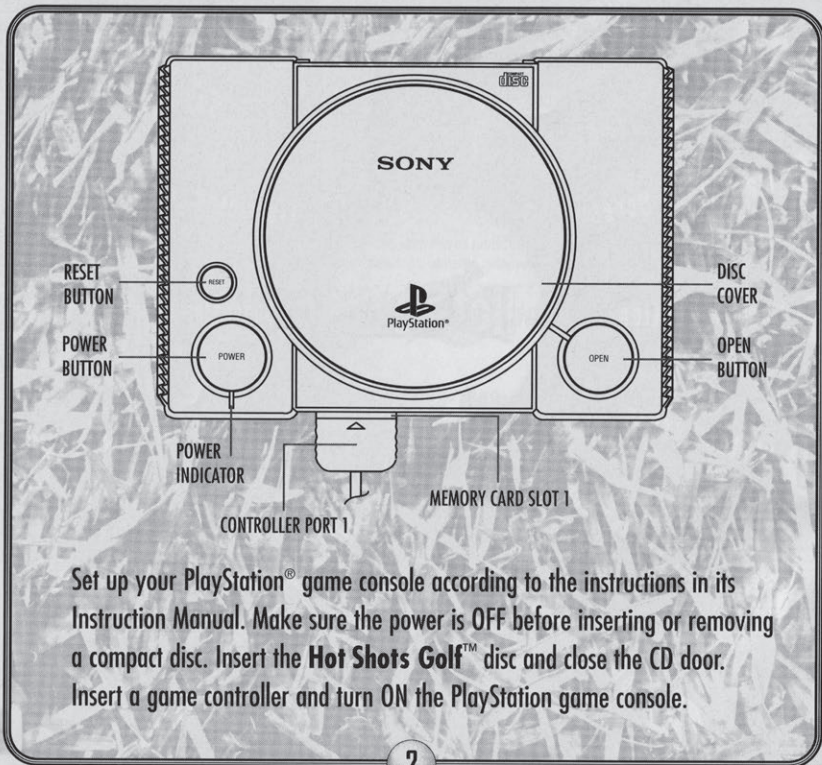 disc
SONY
RESET
BUTTON
RESET
DISC
COVER
PlayStation®
POWER
BUTTON
POWER
OPEN
OPEN
BUTTON
POWER
INDICATOR
MEMORY CARD SLOT 1
CONTROLLER PORT 1
Set up your PlayStation® game console according to the instructions in its
Instruction Manual. Make sure the power is OFF before inserting or removing
a compact disc. Insert the Hot Shots Golf™ disc and close the CD door.
Insert a game controller and turn ON the PlayStation game console.
2